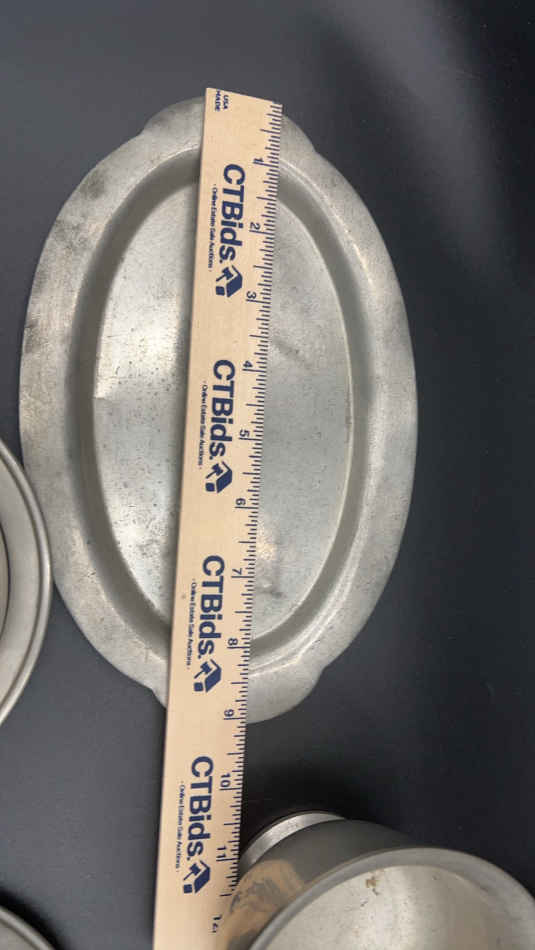 USA
MADE
1
CTBids.
- Online Estate Sale Auctions -
2
3
4
CTBids.
- Online Estate Sale Auctions -
5
6
7
CTBids.
- Online Estate Sale Auctions -
8
9
10
CTBids.
- Online Estate Sale Auctions -
11